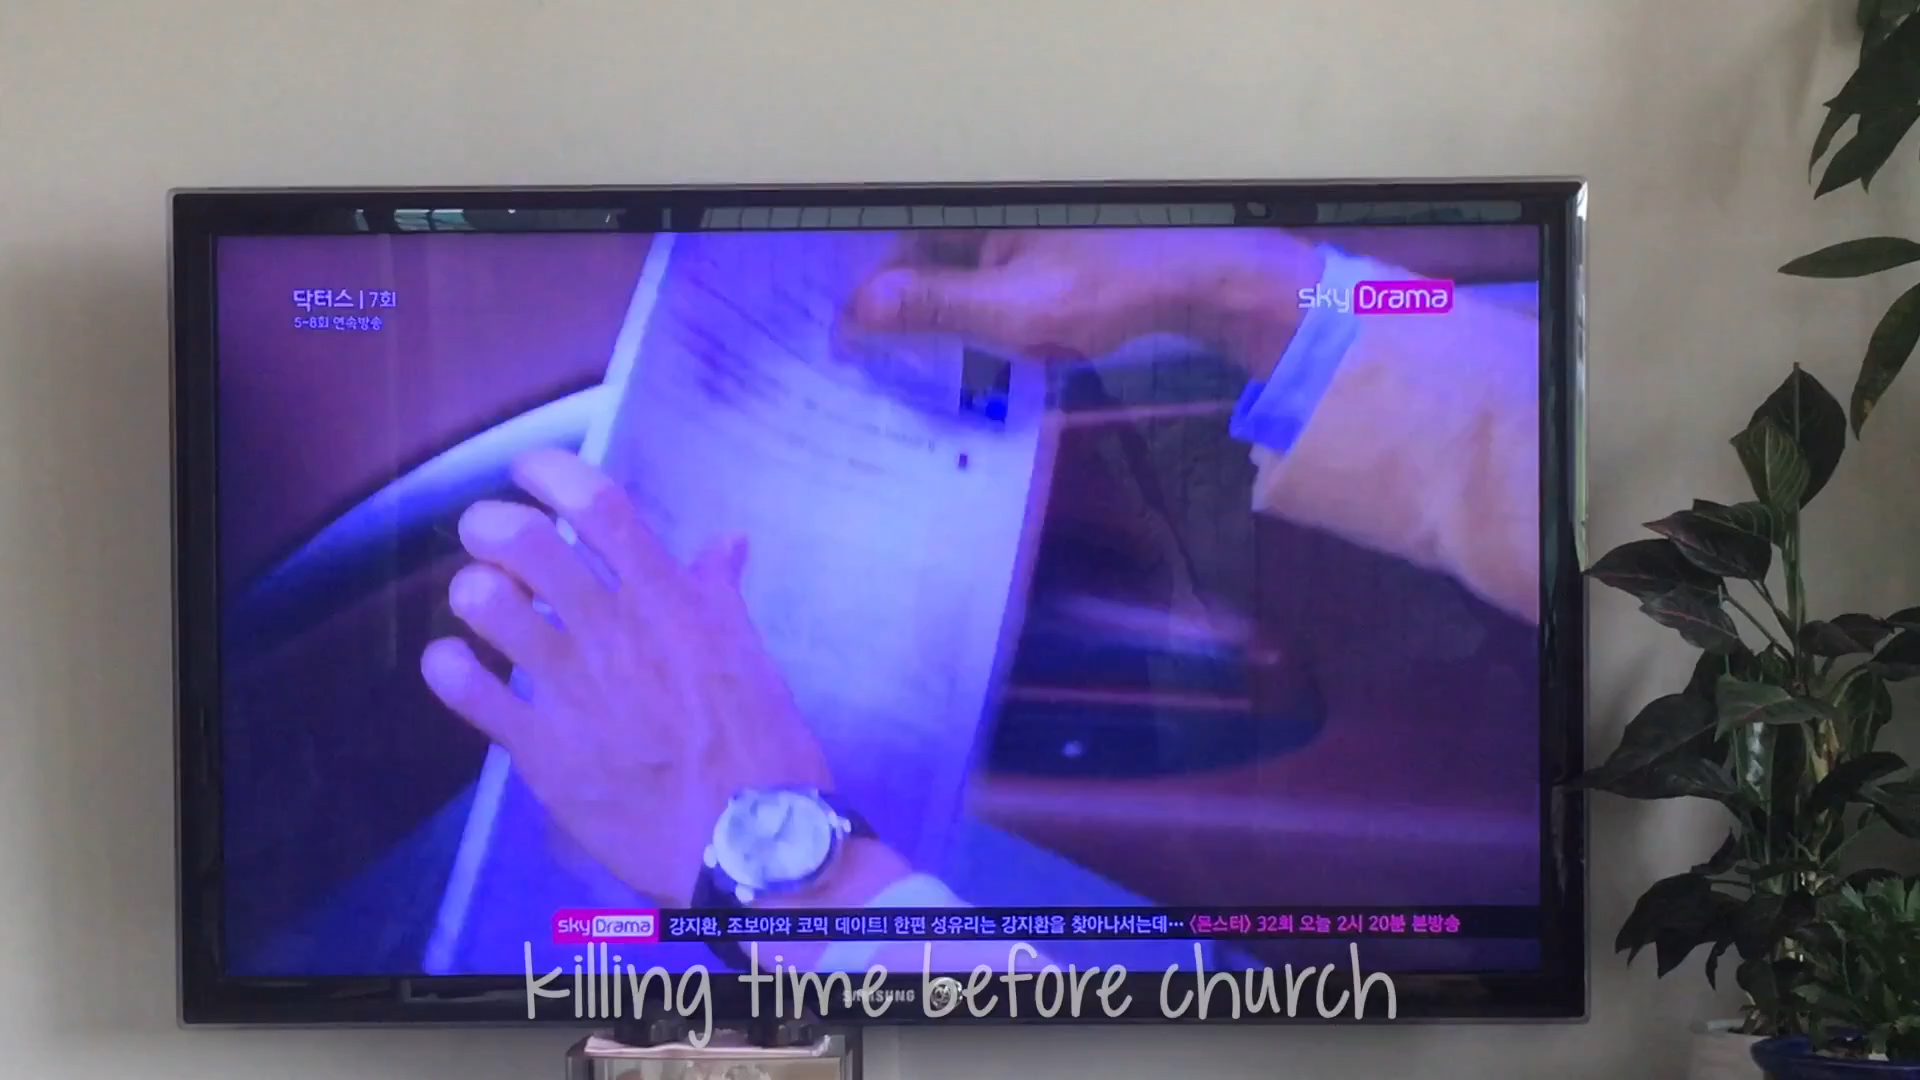 닥터스 | 7회
5-8회 연속방송
sky Drama
sky Drama 강지환, 조보아와 코믹 데이트! 한편 성유리는 강지환을 찾아나서는데… <몬스터> 32회 오늘 2시 20분 본방송
killing time before church
SAMSUNG